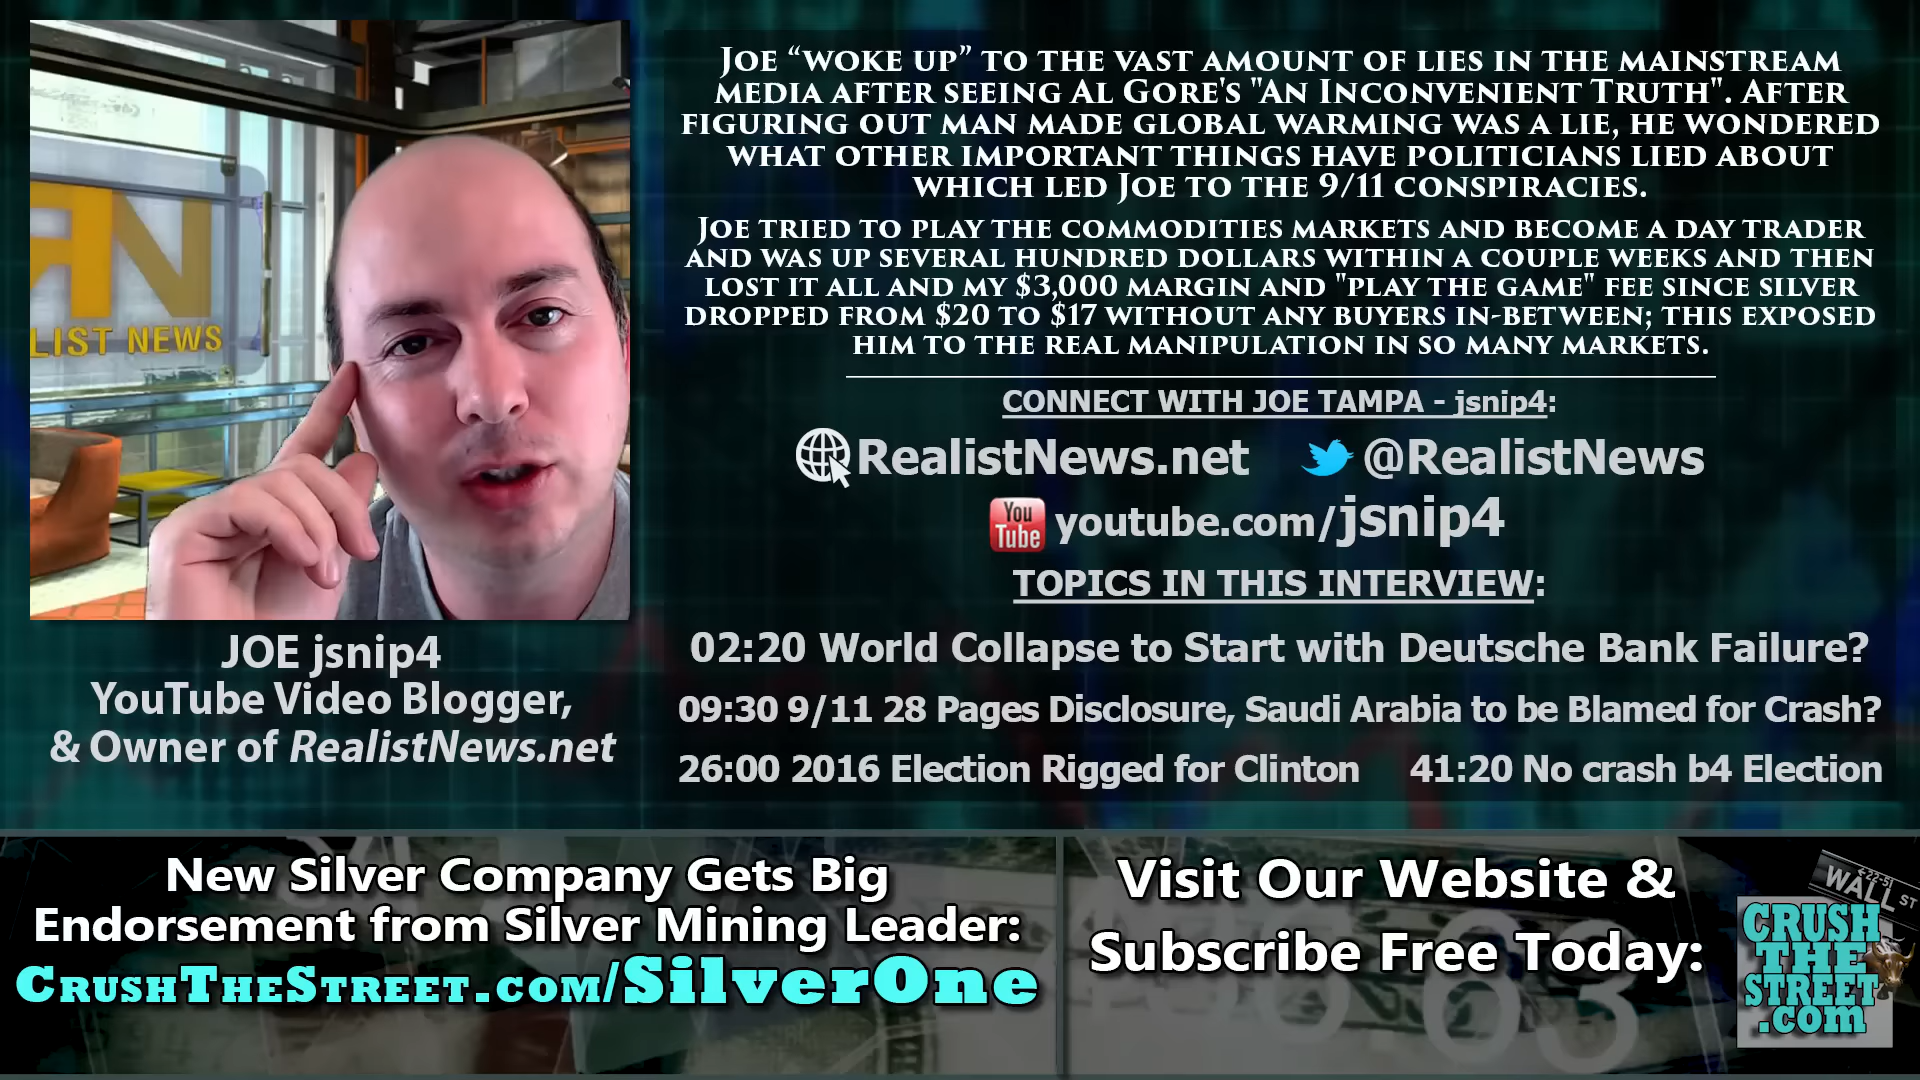 LIST NEWS
JOE jsnip4
YouTube Video Blogger,
& Owner of RealistNews.net
Joe “woke up” to the vast amount of lies in the mainstream
media after seeing Al Gore's "An Inconvenient Truth". After
figuring out man made global warming was a lie, he wondered
what other important things have politicians lied about
which led Joe to the 9/11 conspiracies.
Joe tried to play the commodities markets and become a day trader
and was up several hundred dollars within a couple weeks and then
lost it all and my $3,000 margin and "play the game" fee since silver
dropped from $20 to $17 without any buyers in-between; this exposed
him to the real manipulation in so many markets.
CONNECT WITH JOE TAMPA - jsnip4:
RealistNews.net @RealistNews
You Tube youtube.com/jsnip4
TOPICS IN THIS INTERVIEW:
02:20 World Collapse to Start with Deutsche Bank Failure?
09:30 9/11 28 Pages Disclosure, Saudi Arabia to be Blamed for Crash?
26:00 2016 Election Rigged for Clinton 41:20 No crash b4 Election
New Silver Company Gets Big
Endorsement from Silver Mining Leader:
CrushTheStreet.com/SilverOne
Visit Our Website &
Subscribe Free Today:
WALL ST
CRUSH
THE
STREET
.com